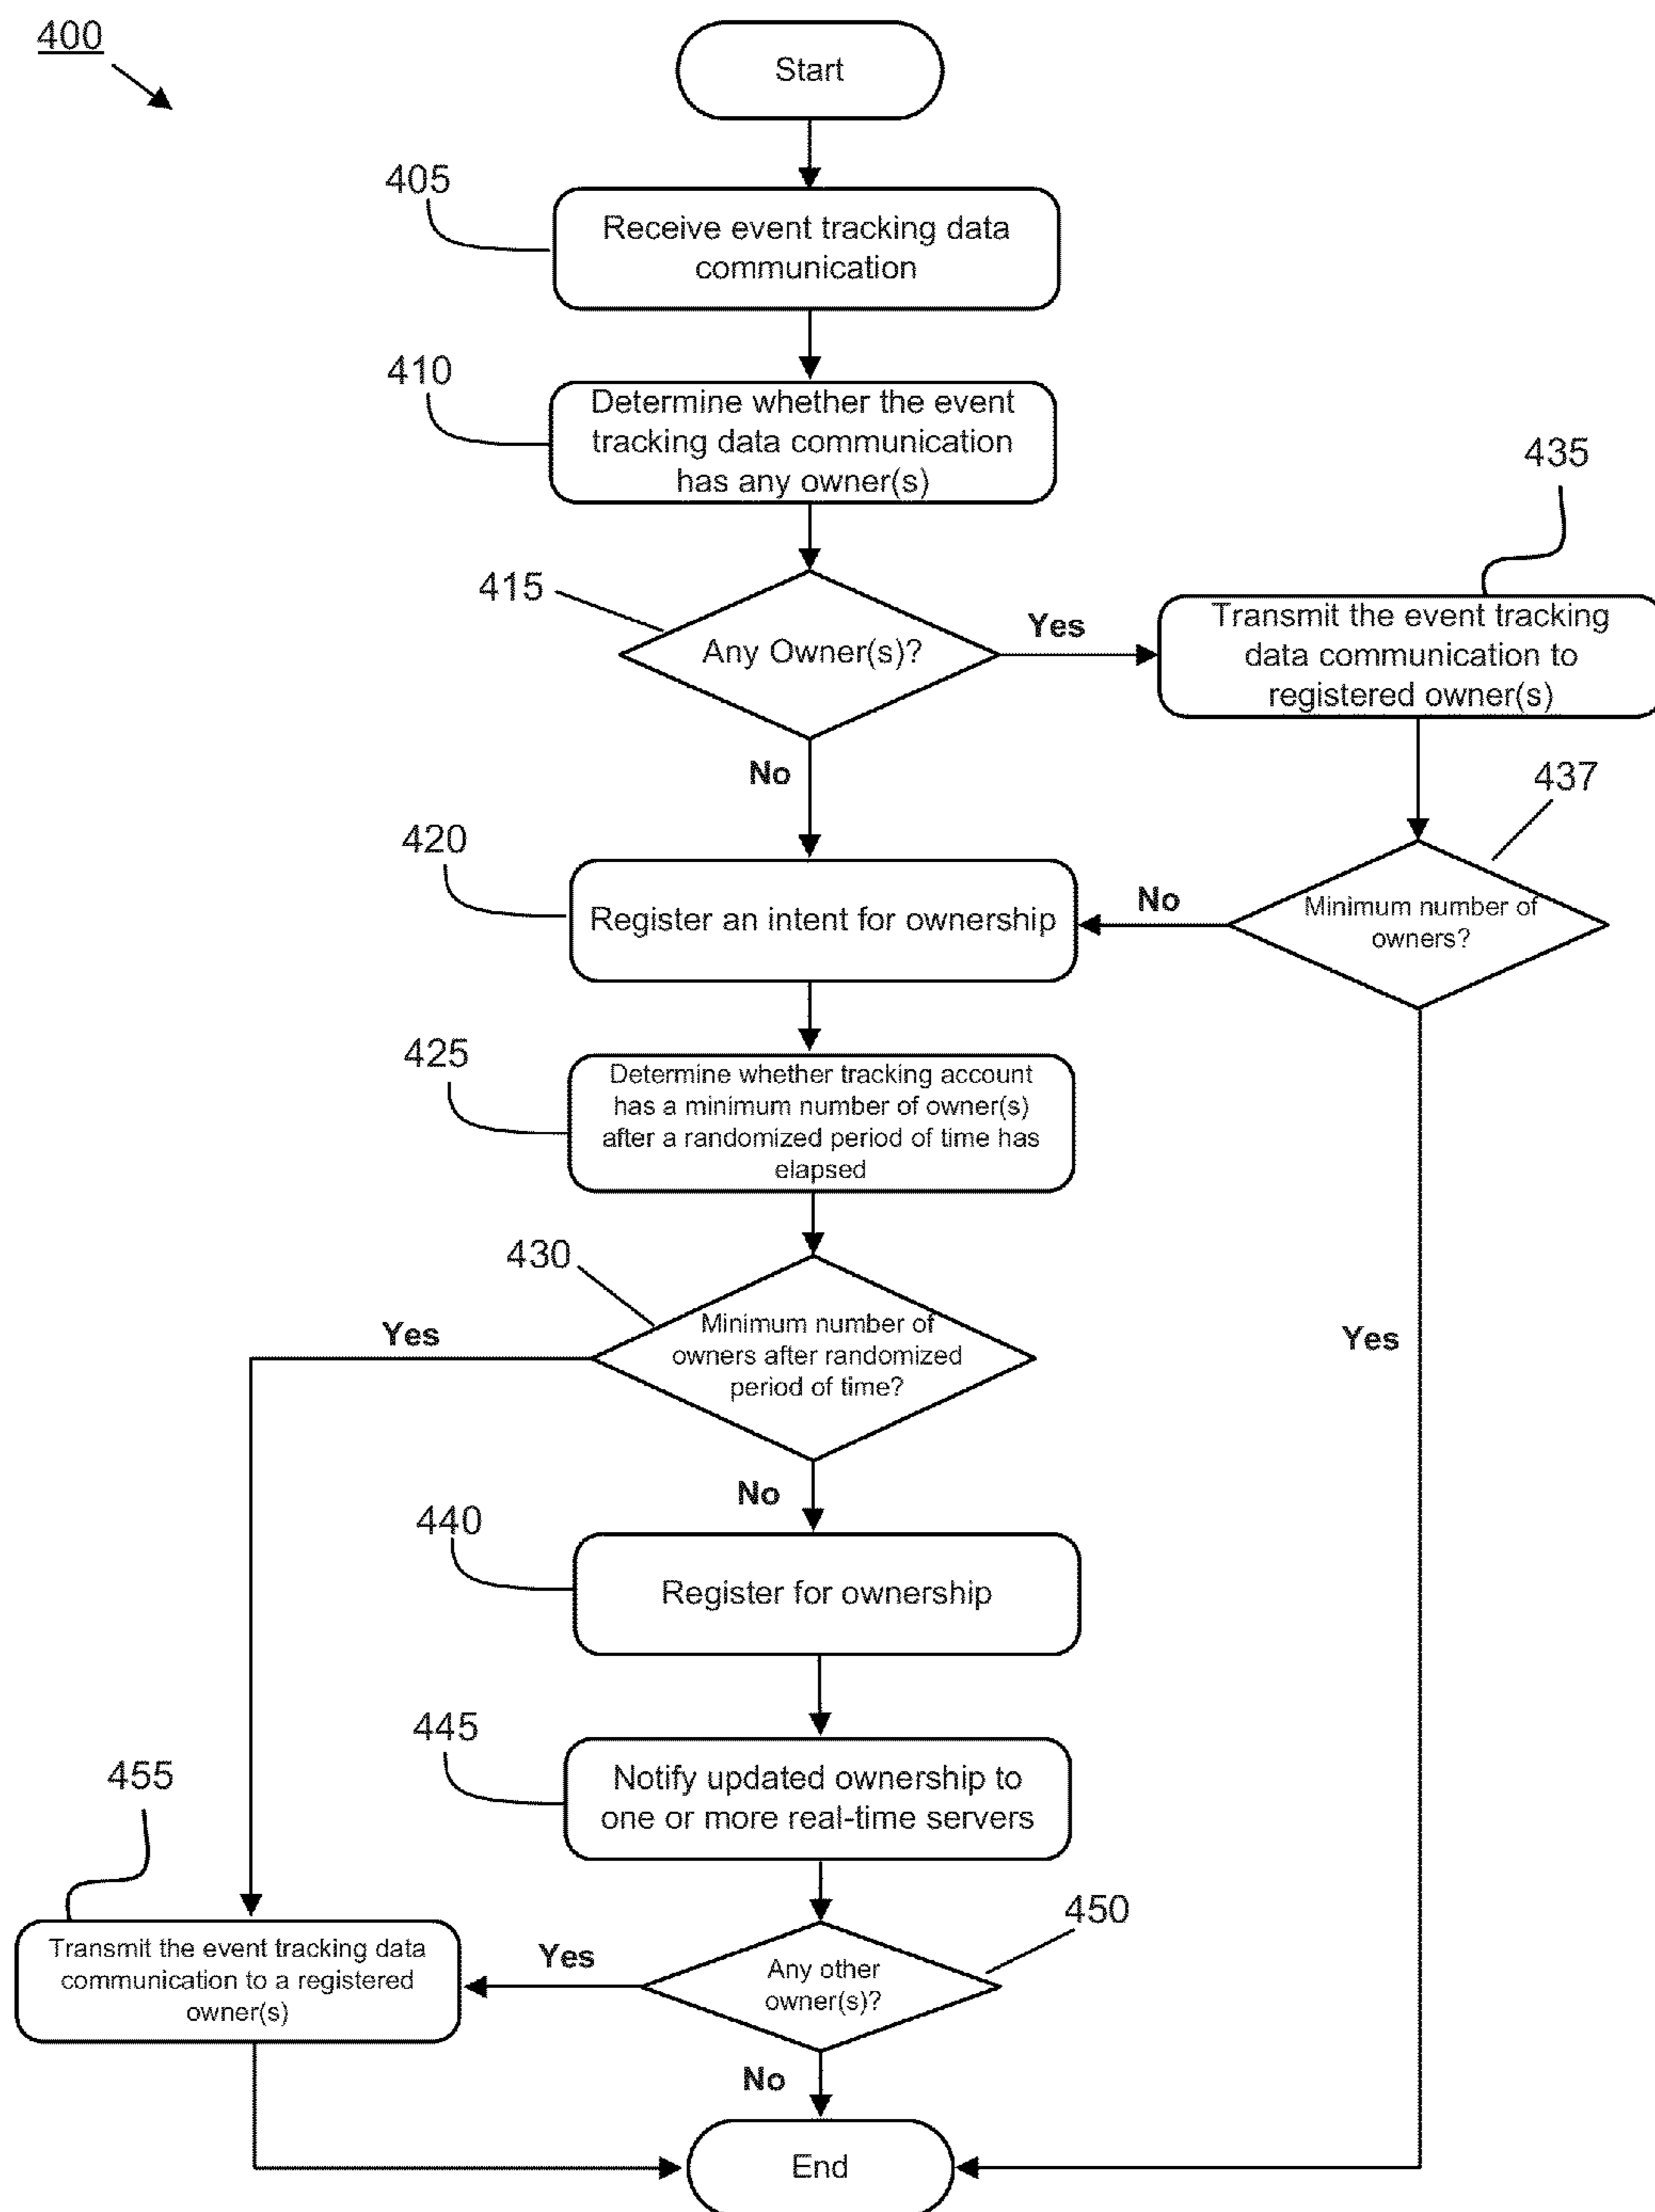 400
Start
405
Receive event tracking data
communication
410
Determine whether the event
tracking data communication
has any owner(s)
435
415
Any Owner(s)?
Yes
Transmit the event tracking
data communication to
registered owner(s)
No
437
420
Register an intent for ownership
No
Minimum number of
owners?
425
Determine whether tracking account
has a minimum number of owner(s)
after a randomized period of time has
elapsed
430
Yes
Minimum number of
owners after randomized
period of time?
Yes
No
440
Register for ownership
445
Notify updated ownership to
one or more real-time servers
455
450
Transmit the event tracking data
communication to a registered
owner(s)
Yes
Any other
owner(s)?
No
End